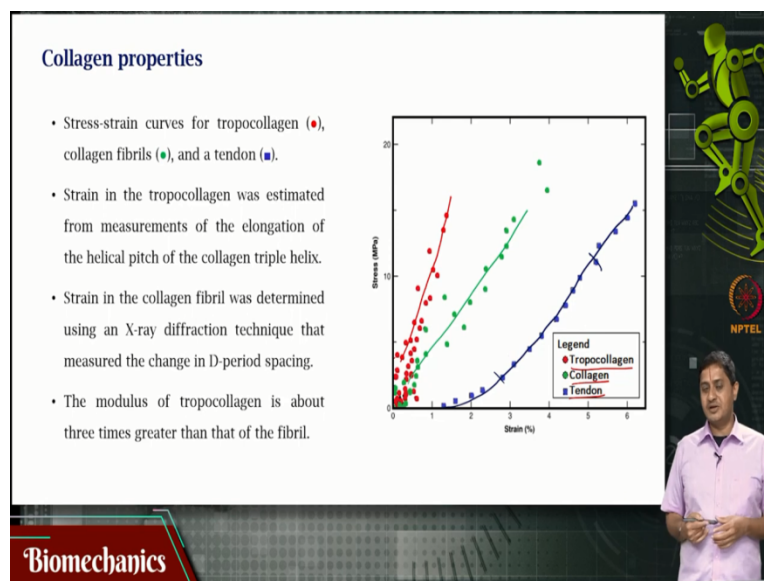 Collagen properties
• Stress-strain curves for tropocollagen (●),
collagen fibrils (●), and a tendon (■).
• Strain in the tropocollagen was estimated
from measurements of the elongation of
the helical pitch of the collagen triple helix.
• Strain in the collagen fibril was determined
using an X-ray diffraction technique that
measured the change in D-period spacing.
• The modulus of tropocollagen is about
three times greater than that of the fibril.
20
10
0
Stress (MPa)
0 1 2 3 4 5 6
Strain (%)
Legend
Tropocollagen
Collagen
Tendon
NPTEL
Biomechanics